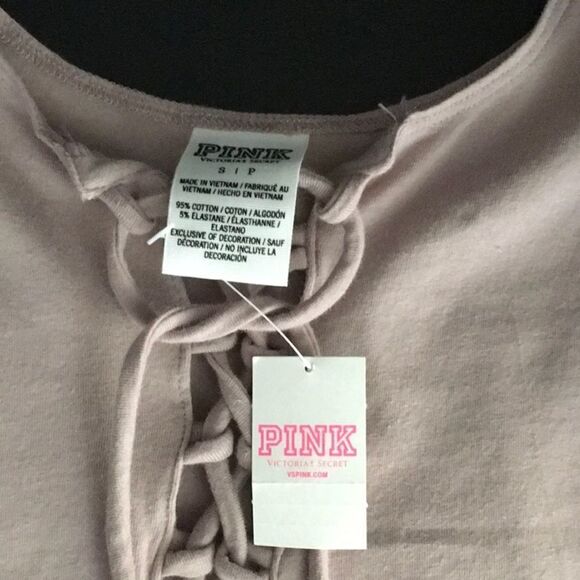 PINK
VICTORIA'S SECRET
S | P
MADE IN VIETNAM / FABRIQUÉ AU
VIETNAM / HECHO EN VIETNAM
95% COTTON / COTON / ALGODÓN
5% ELASTANE / ÉLASTHANNE /
ELASTANO
EXCLUSIVE OF DECORATION / SAUF
DÉCORATION / NO INCLUYE LA
DECORACIÓN
PINK
VICTORIA'S SECRET
VSPINK.COM